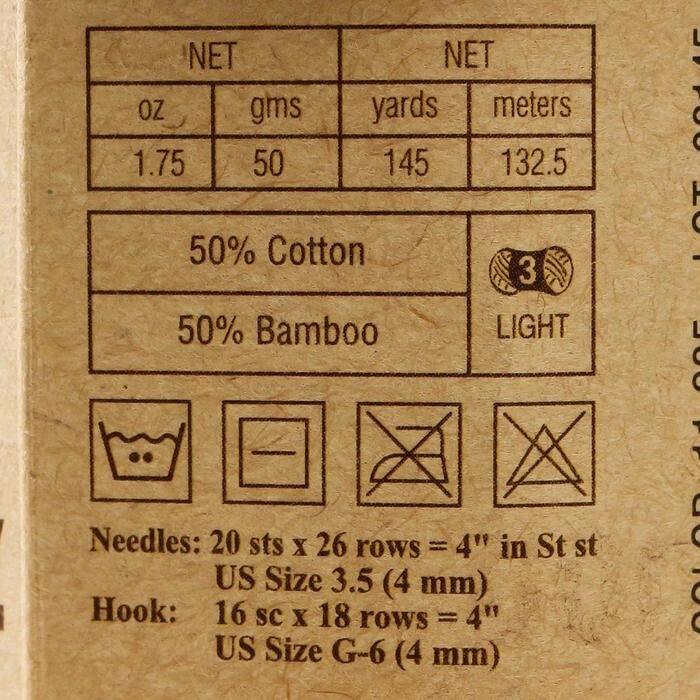 NET NET
oz gms yards meters
1.75 50 145 132.5
50% Cotton
50% Bamboo
3
LIGHT
Needles: 20 sts x 26 rows = 4" in St st
US Size 3.5 (4 mm)
Hook: 16 sc x 18 rows = 4"
US Size G-6 (4 mm)